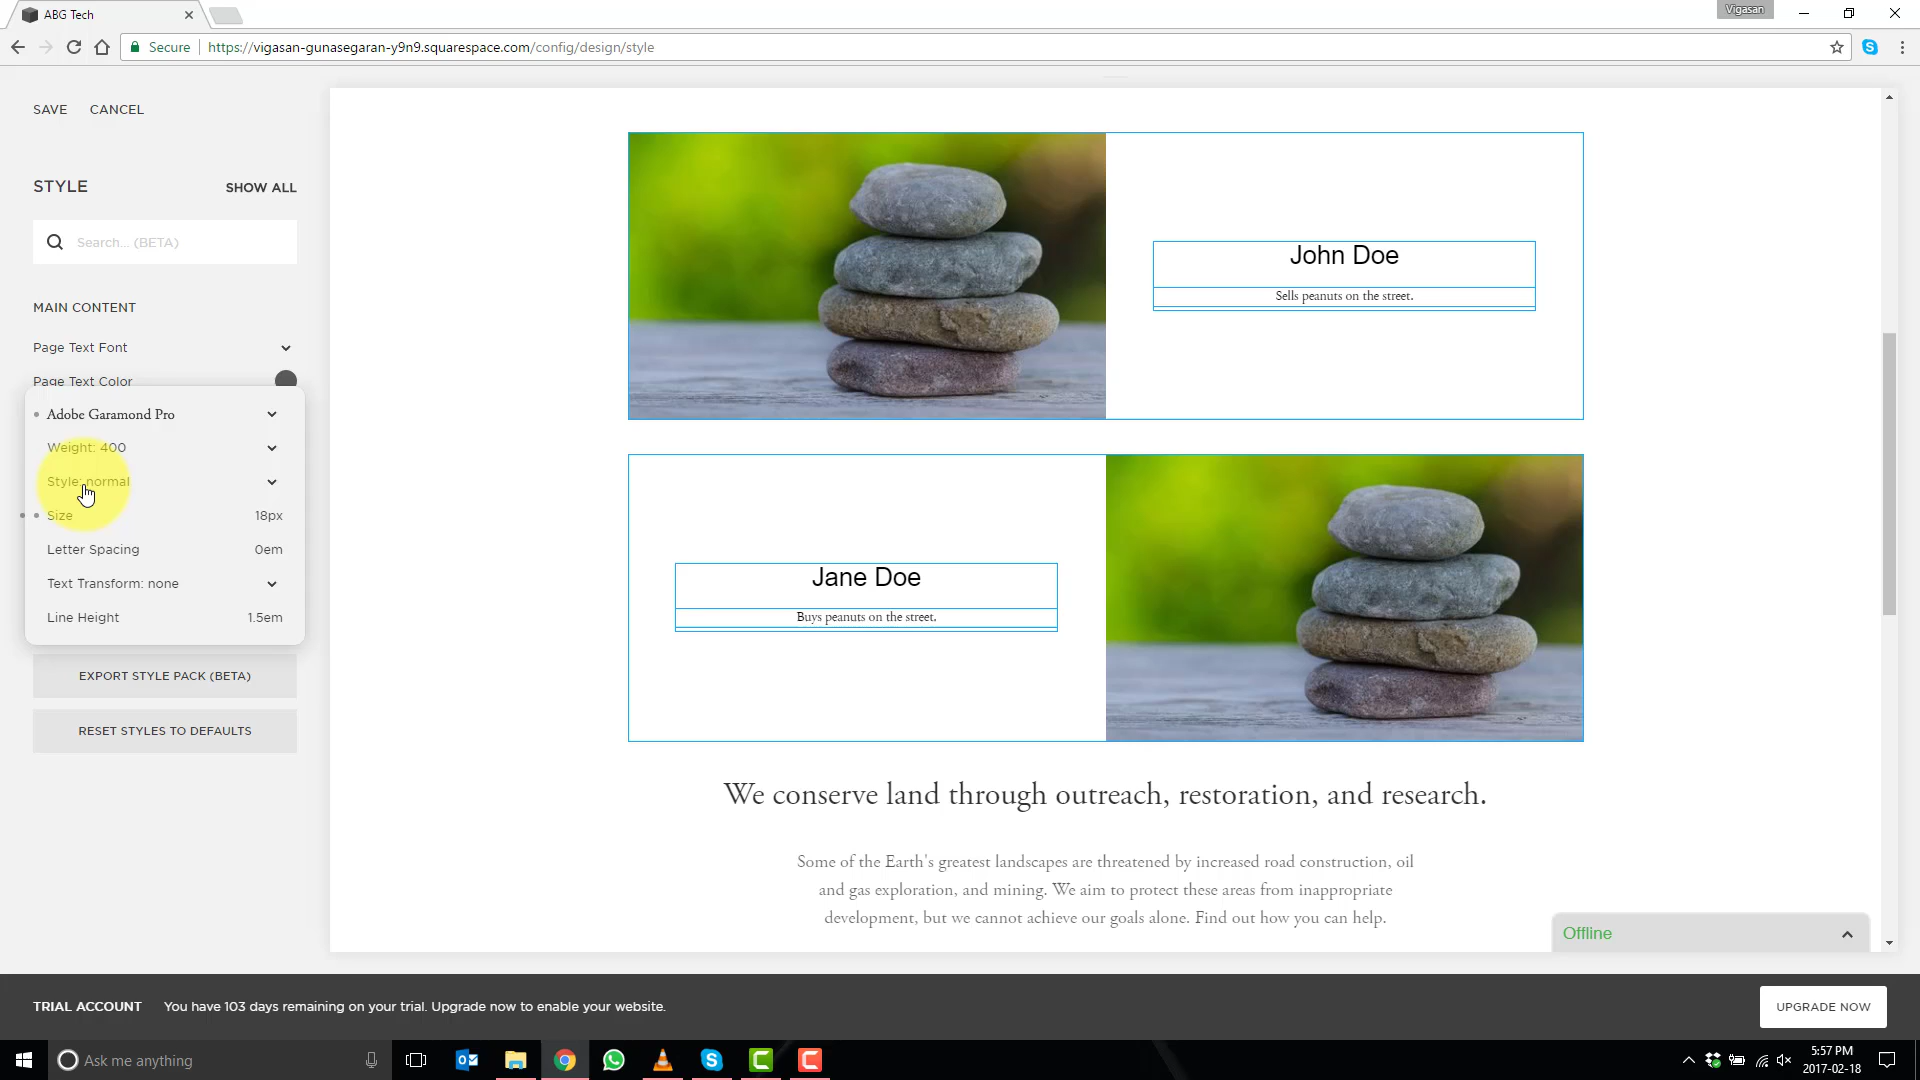 ABG Tech
Vigasan
Secure
https://vigasan-gunasegaran-y9n9.squarespace.com/config/design/style
SAVE CANCEL
STYLE SHOW ALL
Search... (BETA)
MAIN CONTENT
Page Text Font
Page Text Color
Adobe Garamond Pro
Weight: 400
Style: normal
Size 18px
Letter Spacing 0em
Text Transform: none
Line Height 1.5em
EXPORT STYLE PACK (BETA)
RESET STYLES TO DEFAULTS
John Doe
Sells peanuts on the street.
Jane Doe
Buys peanuts on the street.
We conserve land through outreach, restoration, and research.
Some of the Earth's greatest landscapes are threatened by increased road construction, oil
and gas exploration, and mining. We aim to protect these areas from inappropriate
development, but we cannot achieve our goals alone. Find out how you can help.
Offline
TRIAL ACCOUNT You have 103 days remaining on your trial. Upgrade now to enable your website.
UPGRADE NOW
Ask me anything
5:57 PM
2017-02-18